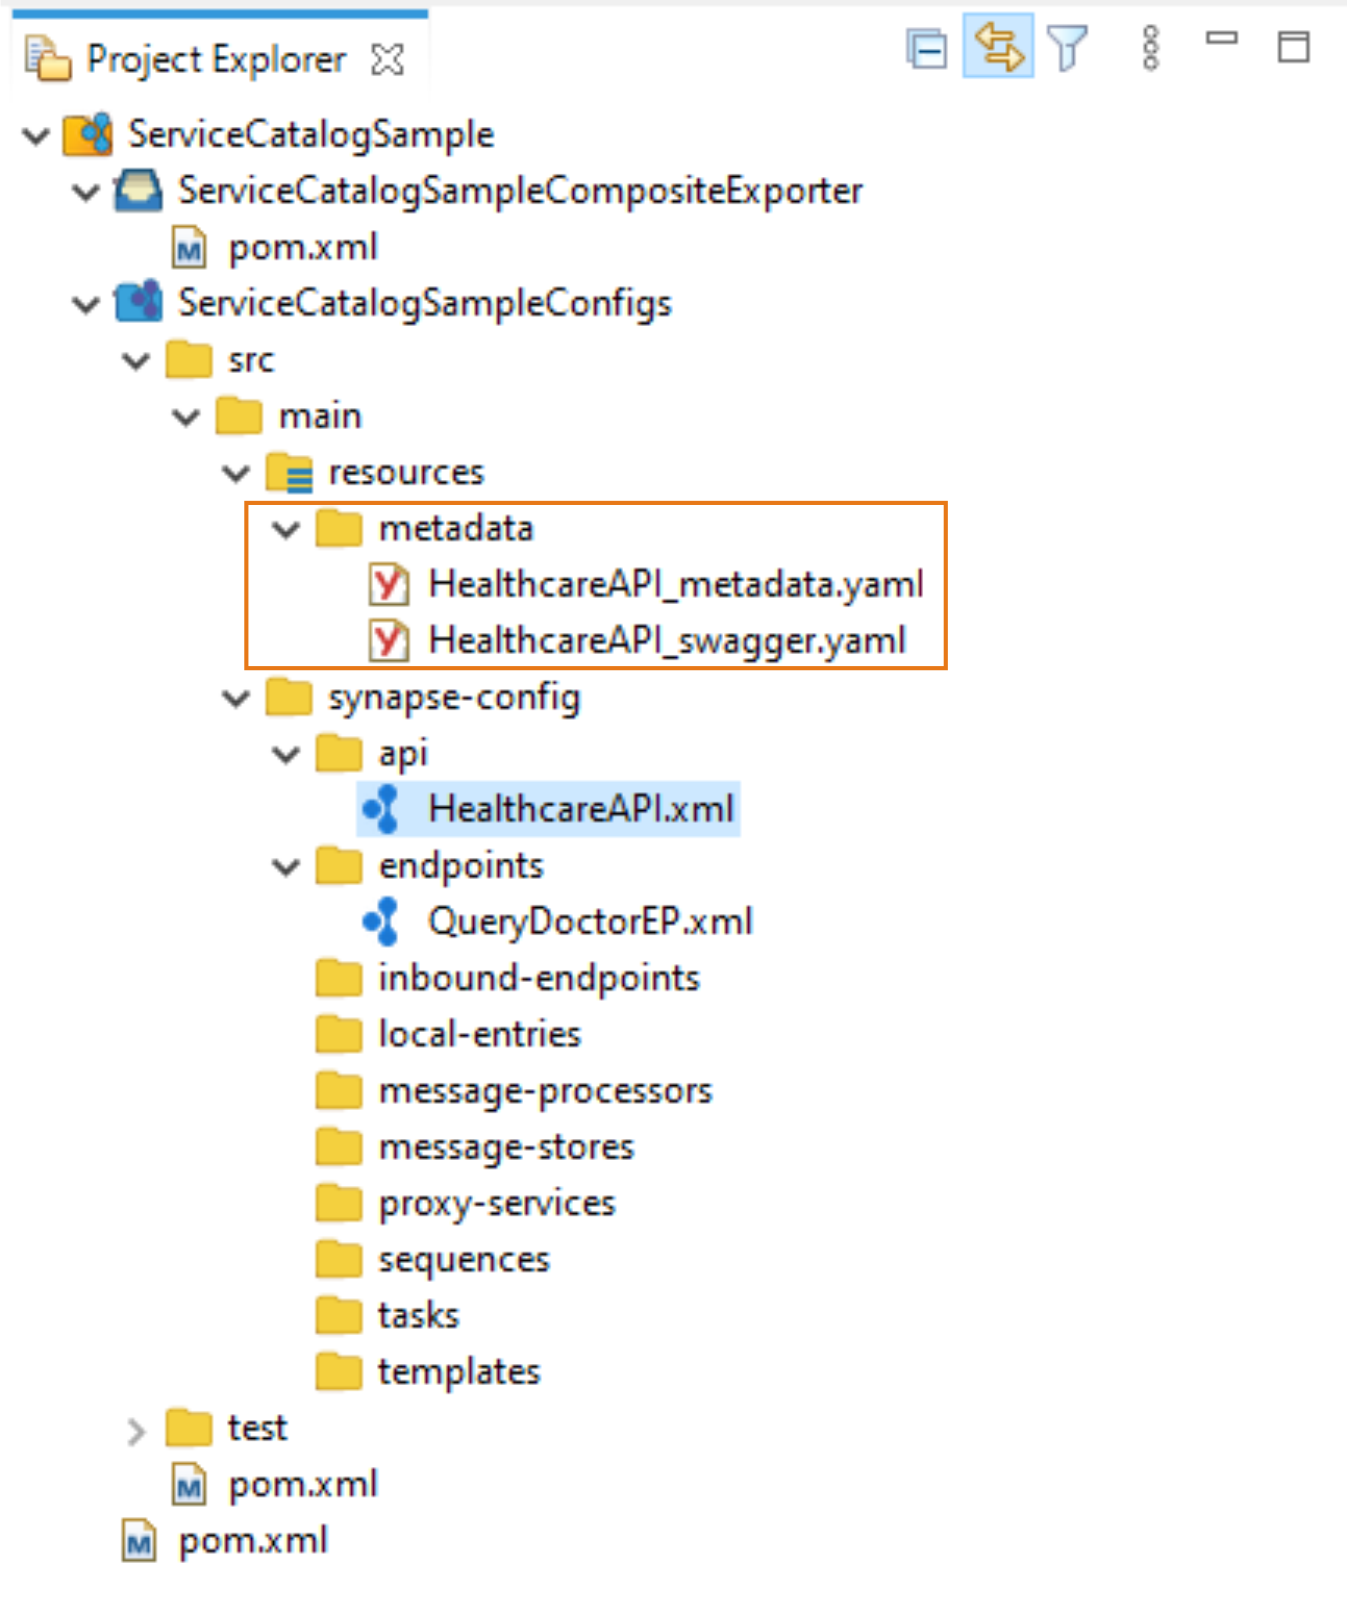 Project Explorer
ServiceCatalogSample
ServiceCatalogSampleCompositeExporter
pom.xml
ServiceCatalogSampleConfigs
src
main
resources
metadata
HealthcareAPI_metadata.yaml
HealthcareAPI_swagger.yaml
synapse-config
api
HealthcareAPI.xml
endpoints
QueryDoctorEP.xml
inbound-endpoints
local-entries
message-processors
message-stores
proxy-services
sequences
tasks
templates
test
pom.xml
pom.xml